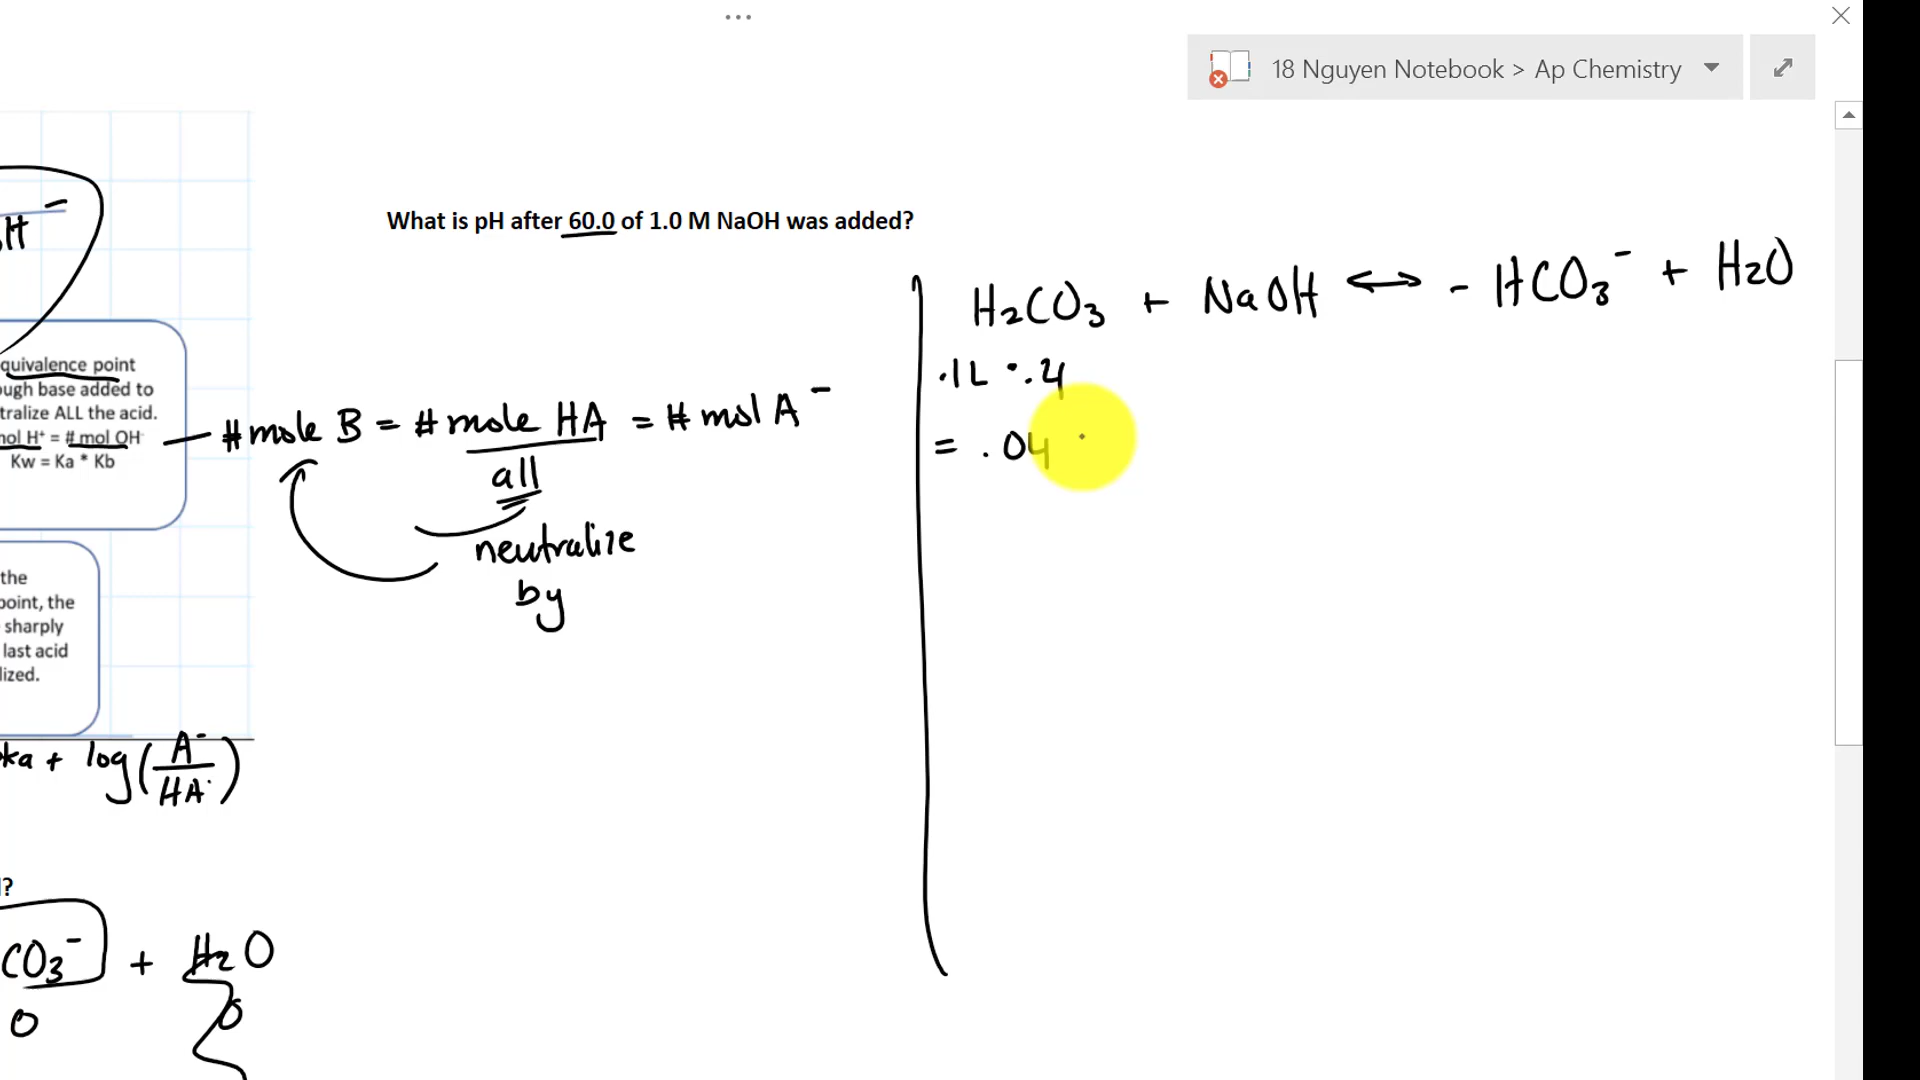 18 Nguyen Notebook > Ap Chemistry
H⁻
What is pH after 60.0 of 1.0 M NaOH was added?
H₂CO₃ + NaOH ↔ - HCO₃⁻ + H₂O
.1L · .4
= .04
quivalence point
ugh base added to
tralize ALL the acid.
nol H⁺ = # mol OH⁻
Kw = Ka * Kb
# mole B = # mole HA = # mol A⁻
all
neutralize
by
the
point, the
sharply
last acid
lized.
ka + log(A⁻/HA)
?
CO₃⁻ + H₂O
0 0